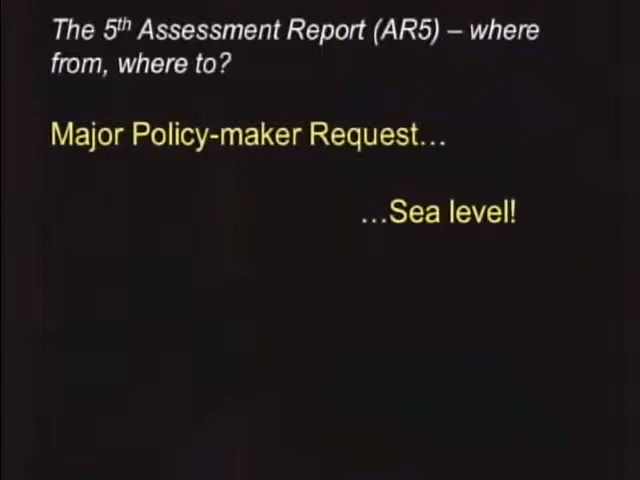 The 5th Assessment Report (AR5) – where
from, where to?
Major Policy-maker Request…
…Sea level!